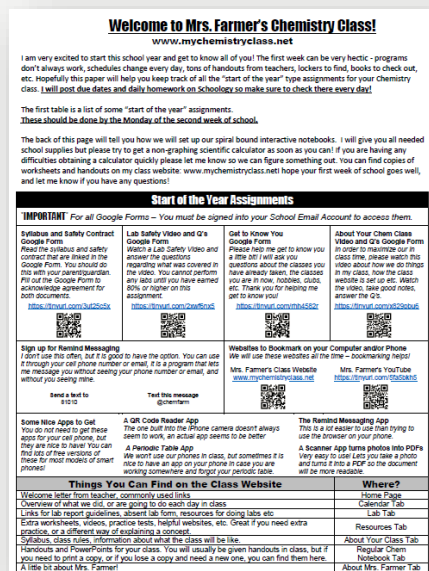 Welcome to Mrs. Farmer's Chemistry Class!
www.mychemistryclass.net
I am very excited to start this school year and get to know all of you! The first week can be very hectic - programs
don't always work, schedules change every day, tons of handouts from teachers, lockers to find, books to check out,
etc. Hopefully this paper will help you keep track of all the "start of the year" type assignments for your Chemistry
class. I will post due dates and daily homework on Schoology so make sure to check there every day!
The first table is a list of some "start of the year" assignments.
These should be done by the Monday of the second week of school.
The back of this page will tell you how we will set up our spiral bound interactive notebooks. I will give you all needed
school supplies but please try to get a non-graphing scientific calculator as soon as you can! If you are having any
difficulties obtaining a calculator quickly please let me know so we can figure something out. You can find copies of
worksheets and handouts on my class website: www.mychemistryclass.net I hope your first week of school goes well,
and let me know if you have any questions!
Start of the Year Assignments
*IMPORTANT* For all Google Forms – You must be signed into your School Email Account to access them.
Syllabus and Safety Contract
Google Form
Read the syllabus and safety
contract that are linked in the
Google Form. You should do
this with your parent/guardian.
Fill out the Google Form to
acknowledge agreement for
both documents.
Lab Safety Video and Q's
Google Form
Watch a Lab Safety Video and
answer the questions
regarding what was covered in
the video. You cannot perform
any labs until you have earned
80% or higher on this
assignment.
Get to Know You
Google Form
Please help me get to know you
a little bit! I will ask you
questions about the classes you
have already taken, the classes
you are in now, hobbies, clubs,
etc. Thank you for helping me
get to know you!
About Your Chem Class
Video and Q's Google Form
In order to maximize our in
class time, please watch this
video about how we do things
in my class, how the class
website is set up etc. Watch the
video, take good notes,
answer the Q's.
Sign up for Remind Messaging
I don't use this often, but it is good to have the option. You can use
it through your cell phone number or email, it is a program that lets
me message you without seeing your phone number or email, and
without you seeing mine.
Send a text to
81010
Text this message
@chemfarm
Websites to Bookmark on your Computer and/or Phone
We will use these websites all the time – bookmarking helps!
Mrs. Farmer's Class Website
www.mychemistryclass.net
Mrs. Farmer's YouTube
Some Nice Apps to Get
You do not need to get these
apps for your cell phone, but
they are nice to have! You can
find lots of free versions of
these for most models of smart
phones!
A QR Code Reader App
The one built into the iPhone camera doesn't always
seem to work, an actual app seems to be better
A Periodic Table App
We won't use our phones in class, but sometimes it is
nice to have an app on your phone in case you are
working somewhere and forgot your periodic table.
The Remind Messaging App
This is a lot easier to use than trying to
use the browser on your phone.
A Scanner App turns photos into PDFs
Very easy to use! Lets you take a photo
and turns it into a PDF so the document
will be more readable.
Things You Can Find on the Class Website Where?
Welcome letter from teacher, commonly used links Home Page
Overview of what we did, or are going to do each day in class Calendar Tab
Links for lab report guidelines, absent lab form, resources for doing labs etc Lab Tab
Extra worksheets, videos, practice tests, helpful websites, etc. Great if you need extra
practice, or a different way of explaining a concept. Resources Tab
Syllabus, class rules, information about what the class will be like. About Your Class Tab
Handouts and PowerPoints for your class. You will usually be given handouts in class, but if
you need to print a copy, or if you lose a copy and need a new one, you can find them here. Regular Chem
Notebook Tab
A little bit about Mrs. Farmer! About Mrs. Farmer Tab